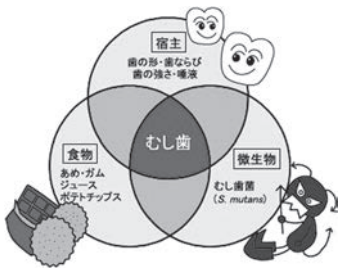 宿主
歯の形・歯ならび
歯の強さ・唾液
むし歯
食物
あめ・ガム
ジュース
ポテトチップス
微生物
むし歯菌
(S. mutans)